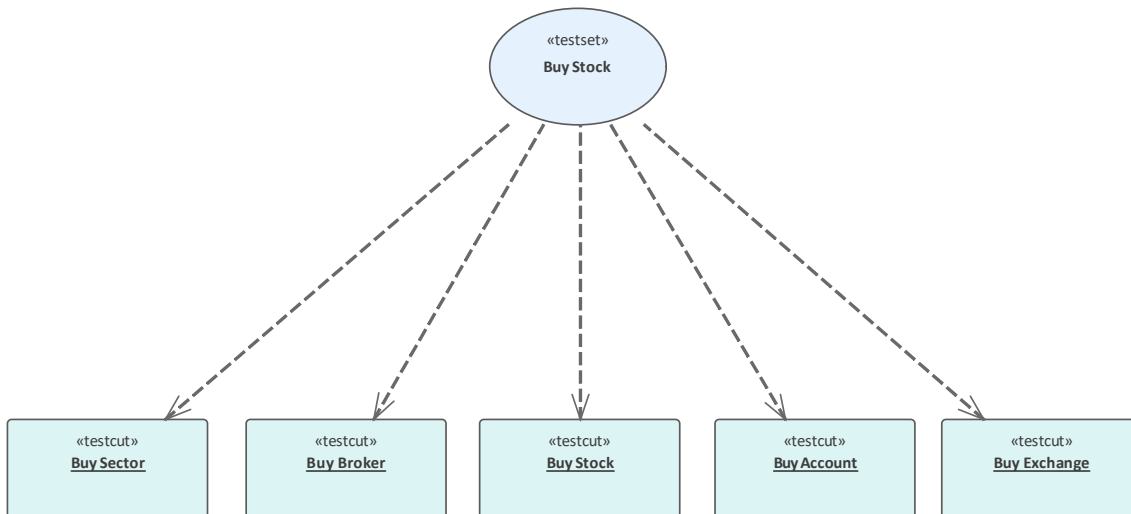 «testset»
Buy Stock
«testcut»
Buy Sector
«testcut»
Buy Broker
«testcut»
Buy Stock
«testcut»
Buy Account
«testcut»
Buy Exchange